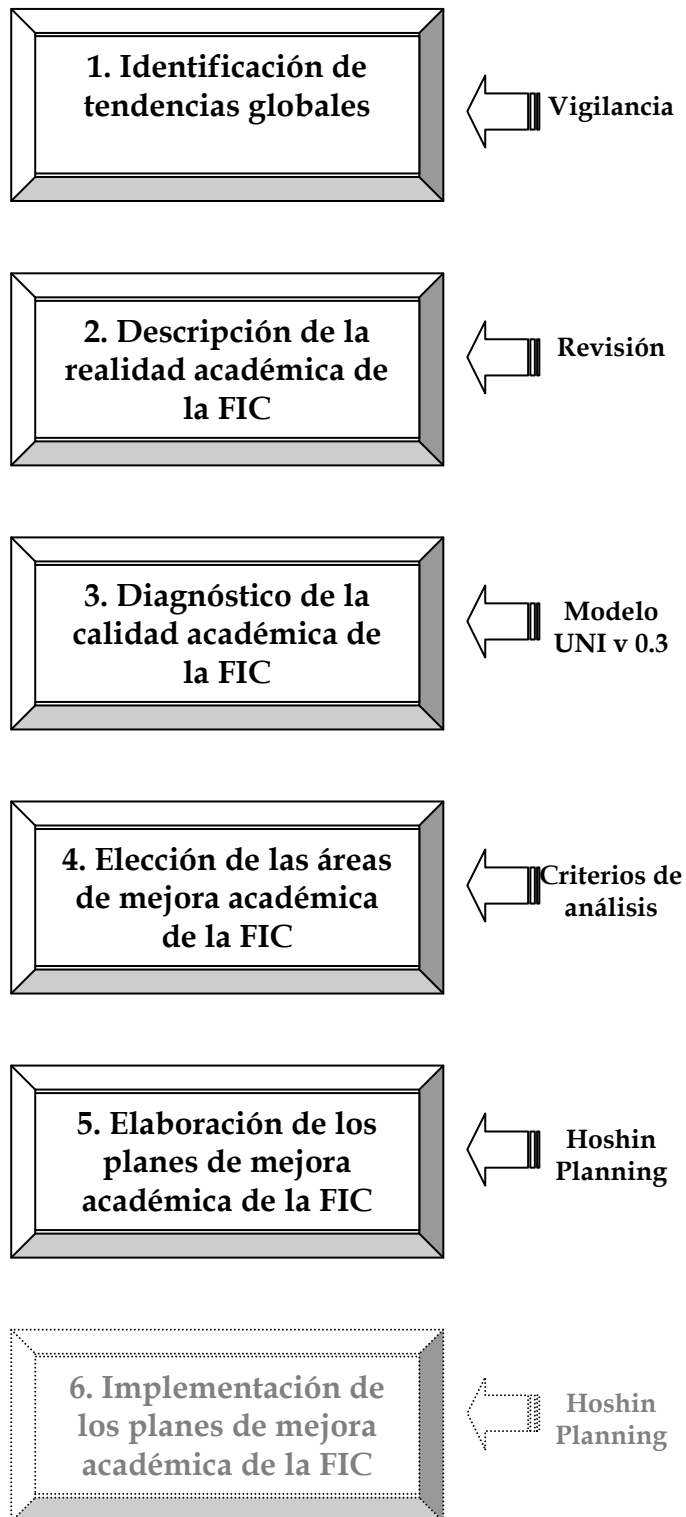 1. Identificación de
tendencias globales
Vigilancia
2. Descripción de la
realidad académica de
la FIC
Revisión
3. Diagnóstico de la
calidad académica de
la FIC
Modelo
UNI v 0.3
4. Elección de las áreas
de mejora académica
de la FIC
Criterios de
análisis
5. Elaboración de los
planes de mejora
académica de la FIC
Hoshin
Planning
6. Implementación de
los planes de mejora
académica de la FIC
Hoshin
Planning